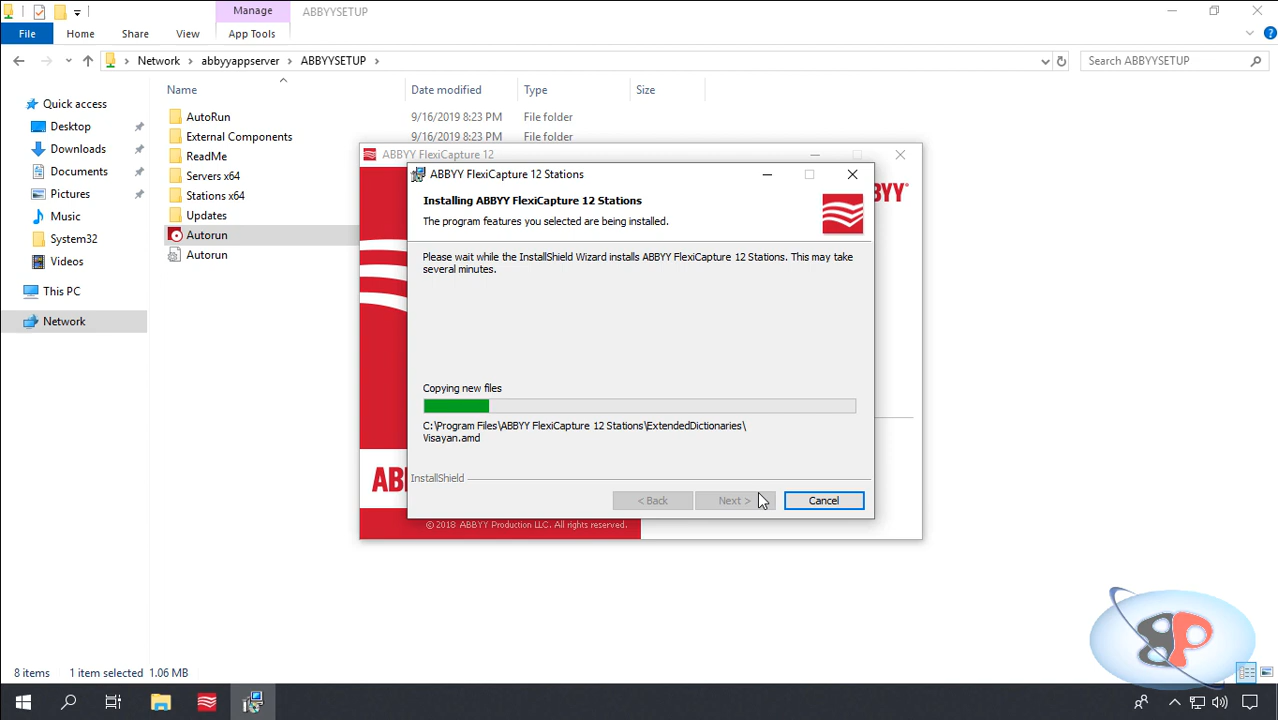 Manage
ABBYYSETUP
File
Home
Share
View
App Tools
Network
abbyyappserver
ABBYYSETUP
Search ABBYYSETUP
Name
Date modified
Type
Size
Quick access
Desktop
Downloads
Documents
Pictures
Music
System32
Videos
This PC
Network
AutoRun
9/16/2019 8:23 PM
File folder
External Components
9/16/2019 8:23 PM
File folder
ReadMe
Servers x64
Stations x64
Updates
Autorun
Autorun
ABBYY FlexiCapture 12
ABBYY FlexiCapture 12 Stations
Installing ABBYY FlexiCapture 12 Stations
The program features you selected are being installed.
Please wait while the InstallShield Wizard installs ABBYY FlexiCapture 12 Stations. This may take
several minutes.
Copying new files
C:\Program Files\ABBYY FlexiCapture 12 Stations\ExtendedDictionaries\
Visayan.amd
InstallShield
< Back
Next >
Cancel
BYY®
AB
© 2018 ABBYY Production LLC. All rights reserved.
8 items
1 item selected 1.06 MB
BP